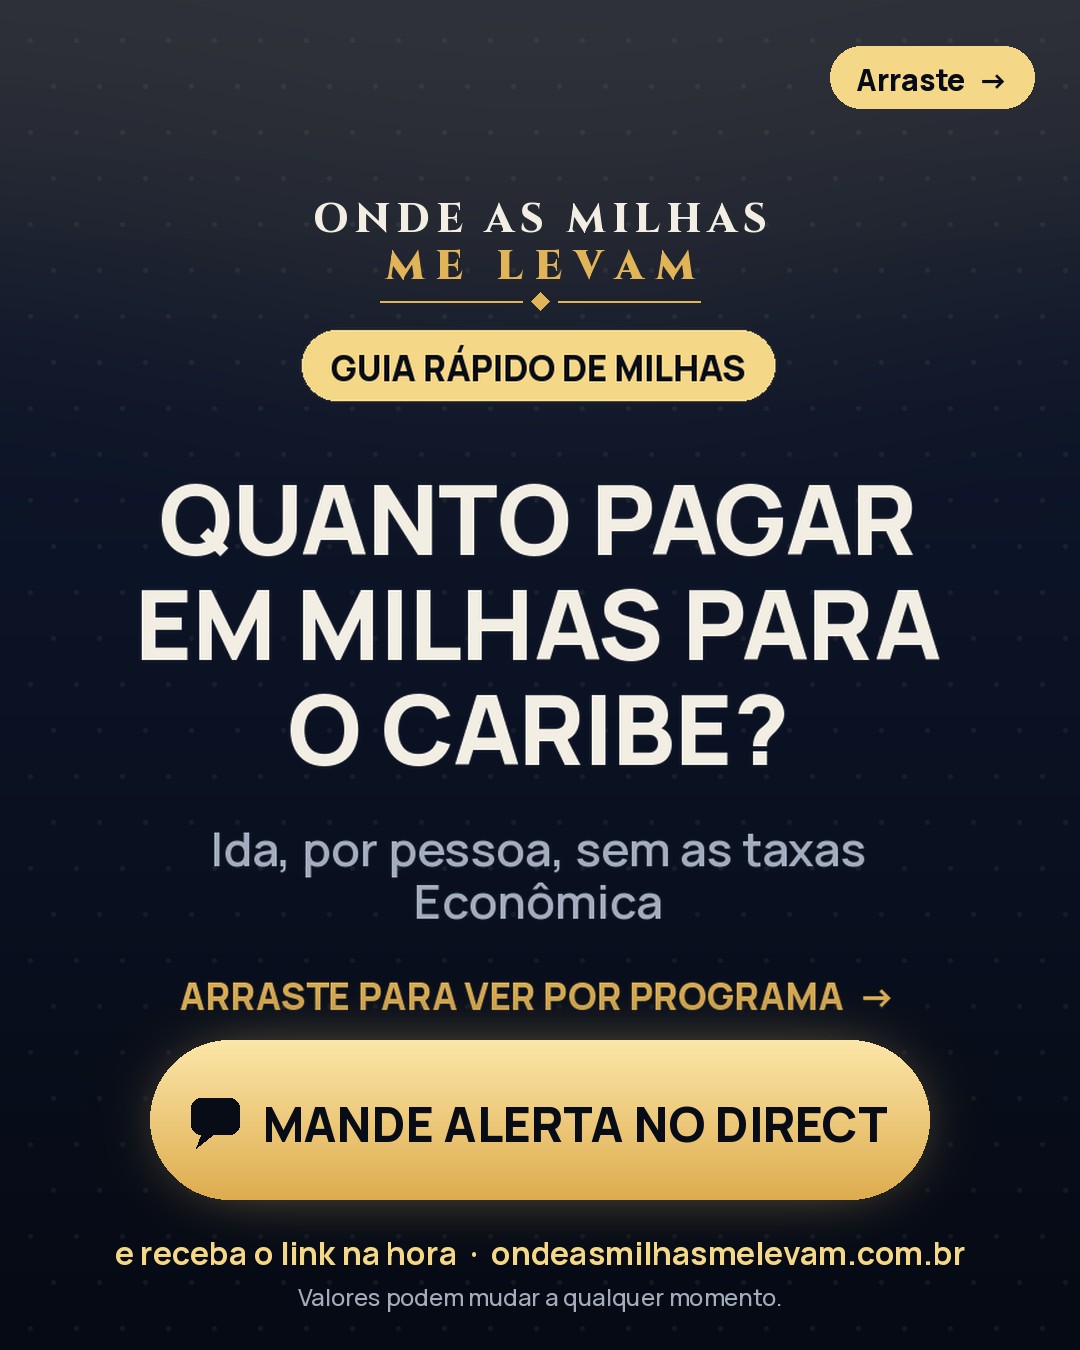 Arraste →
ONDE AS MILHAS
ME LEVAM
GUIA RÁPIDO DE MILHAS
QUANTO PAGAR
EM MILHAS PARA
O CARIBE?
Ida, por pessoa, sem as taxas
Econômica
ARRASTE PARA VER POR PROGRAMA →
MANDE ALERTA NO DIRECT
e receba o link na hora · ondeasmilhasmelevam.com.br
Valores podem mudar a qualquer momento.